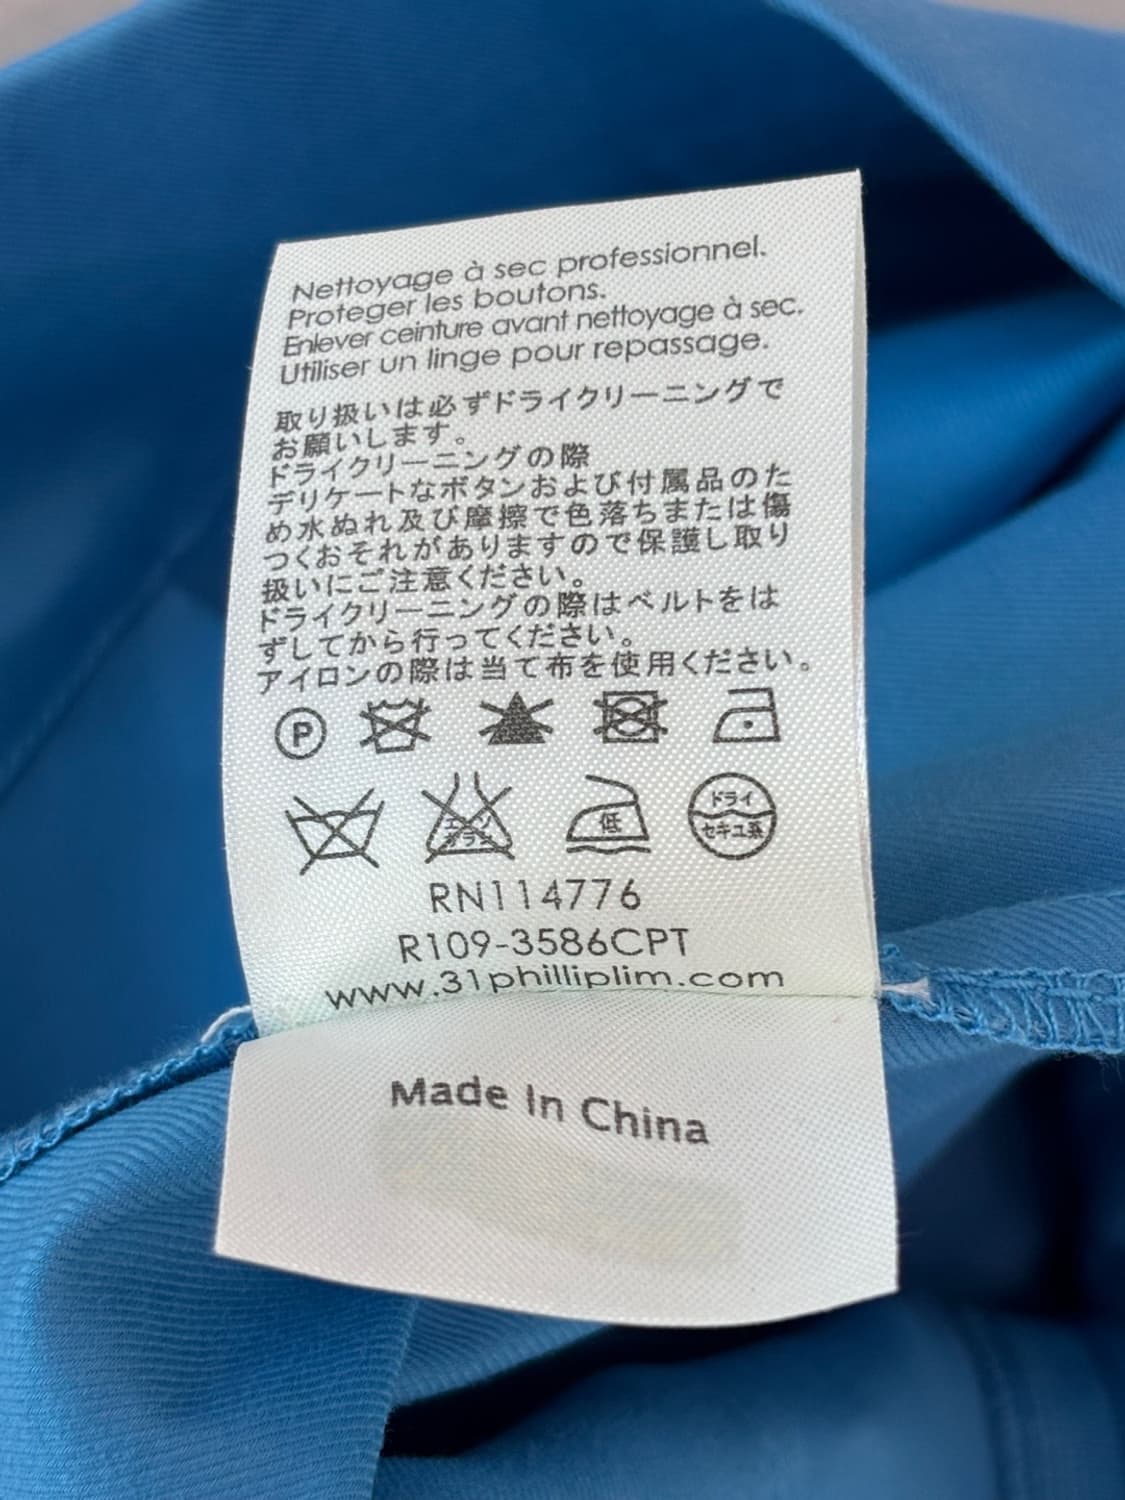 Nettoyage à sec professionnel.
Proteger les boutons.
Enlever ceinture avant nettoyage à sec.
Utiliser un linge pour repassage.
取り扱いは必ずドライクリーニングで
お願いします。
ドライクリーニングの際
デリケートなボタンおよび付属品のた
め水ぬれ及び摩擦で色落ちまたは傷
つくおそれがありますので保護し取り
扱いにご注意ください。
ドライクリーニングの際はベルトをは
ずしてから行ってください。
アイロンの際は当て布を使用ください。
P
エンソ
サラシ
低
ドライ
セキユ系
RN114776
R109-3586CPT
www.31philliplim.com
Made In China